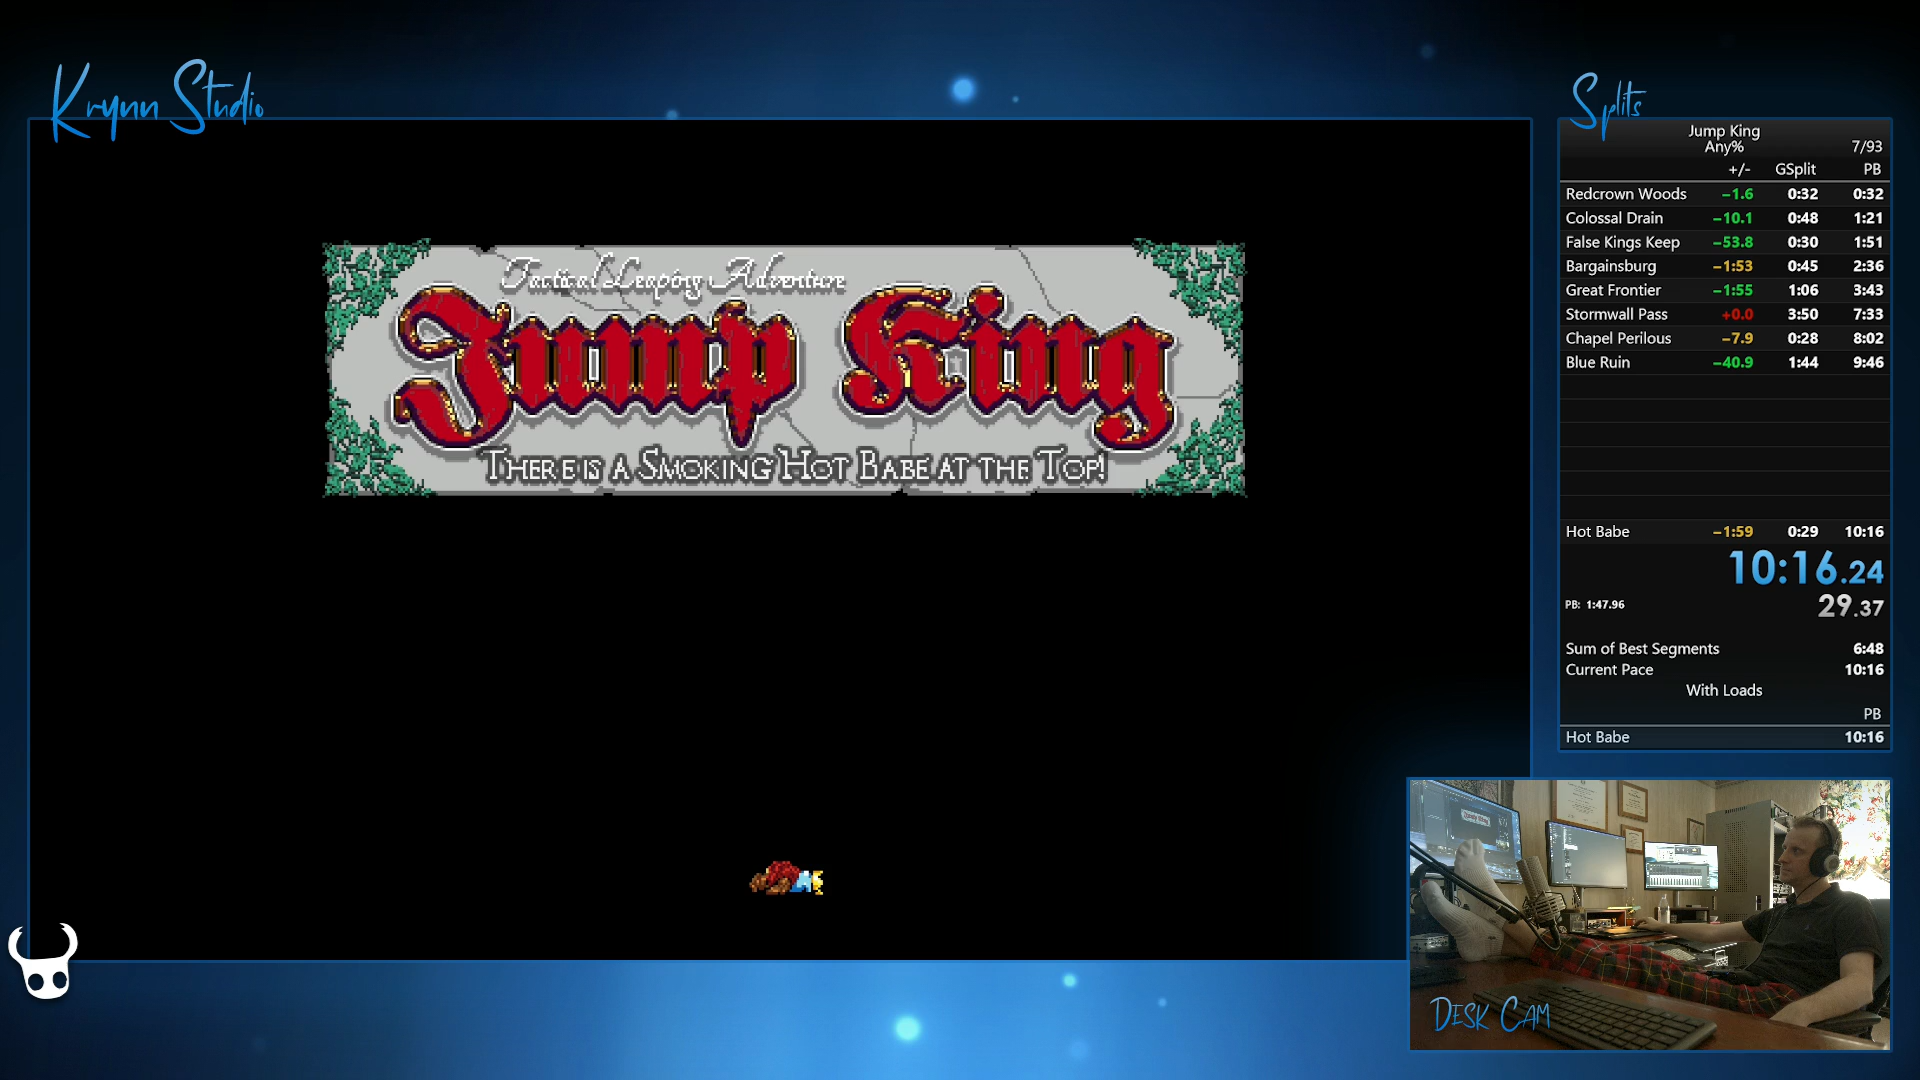 Krynn Studio
Splits
Tactical Leaping Adventure
Jump King
There is a Smoking Hot Babe at the Top!
Jump King
Any%
7/93
+/- GSplit PB
Redcrown Woods −1.6 0:32 0:32
Colossal Drain −10.1 0:48 1:21
False Kings Keep −53.8 0:30 1:51
Bargainsburg −1:53 0:45 2:36
Great Frontier −1:55 1:06 3:43
Stormwall Pass +0.0 3:50 7:33
Chapel Perilous −7.9 0:28 8:02
Blue Ruin −40.9 1:44 9:46
Hot Babe −1:59 0:29 10:16
10:16.24
PB: 1:47.96 29.37
Sum of Best Segments 6:48
Current Pace 10:16
With Loads
PB
Hot Babe 10:16
Desk Cam